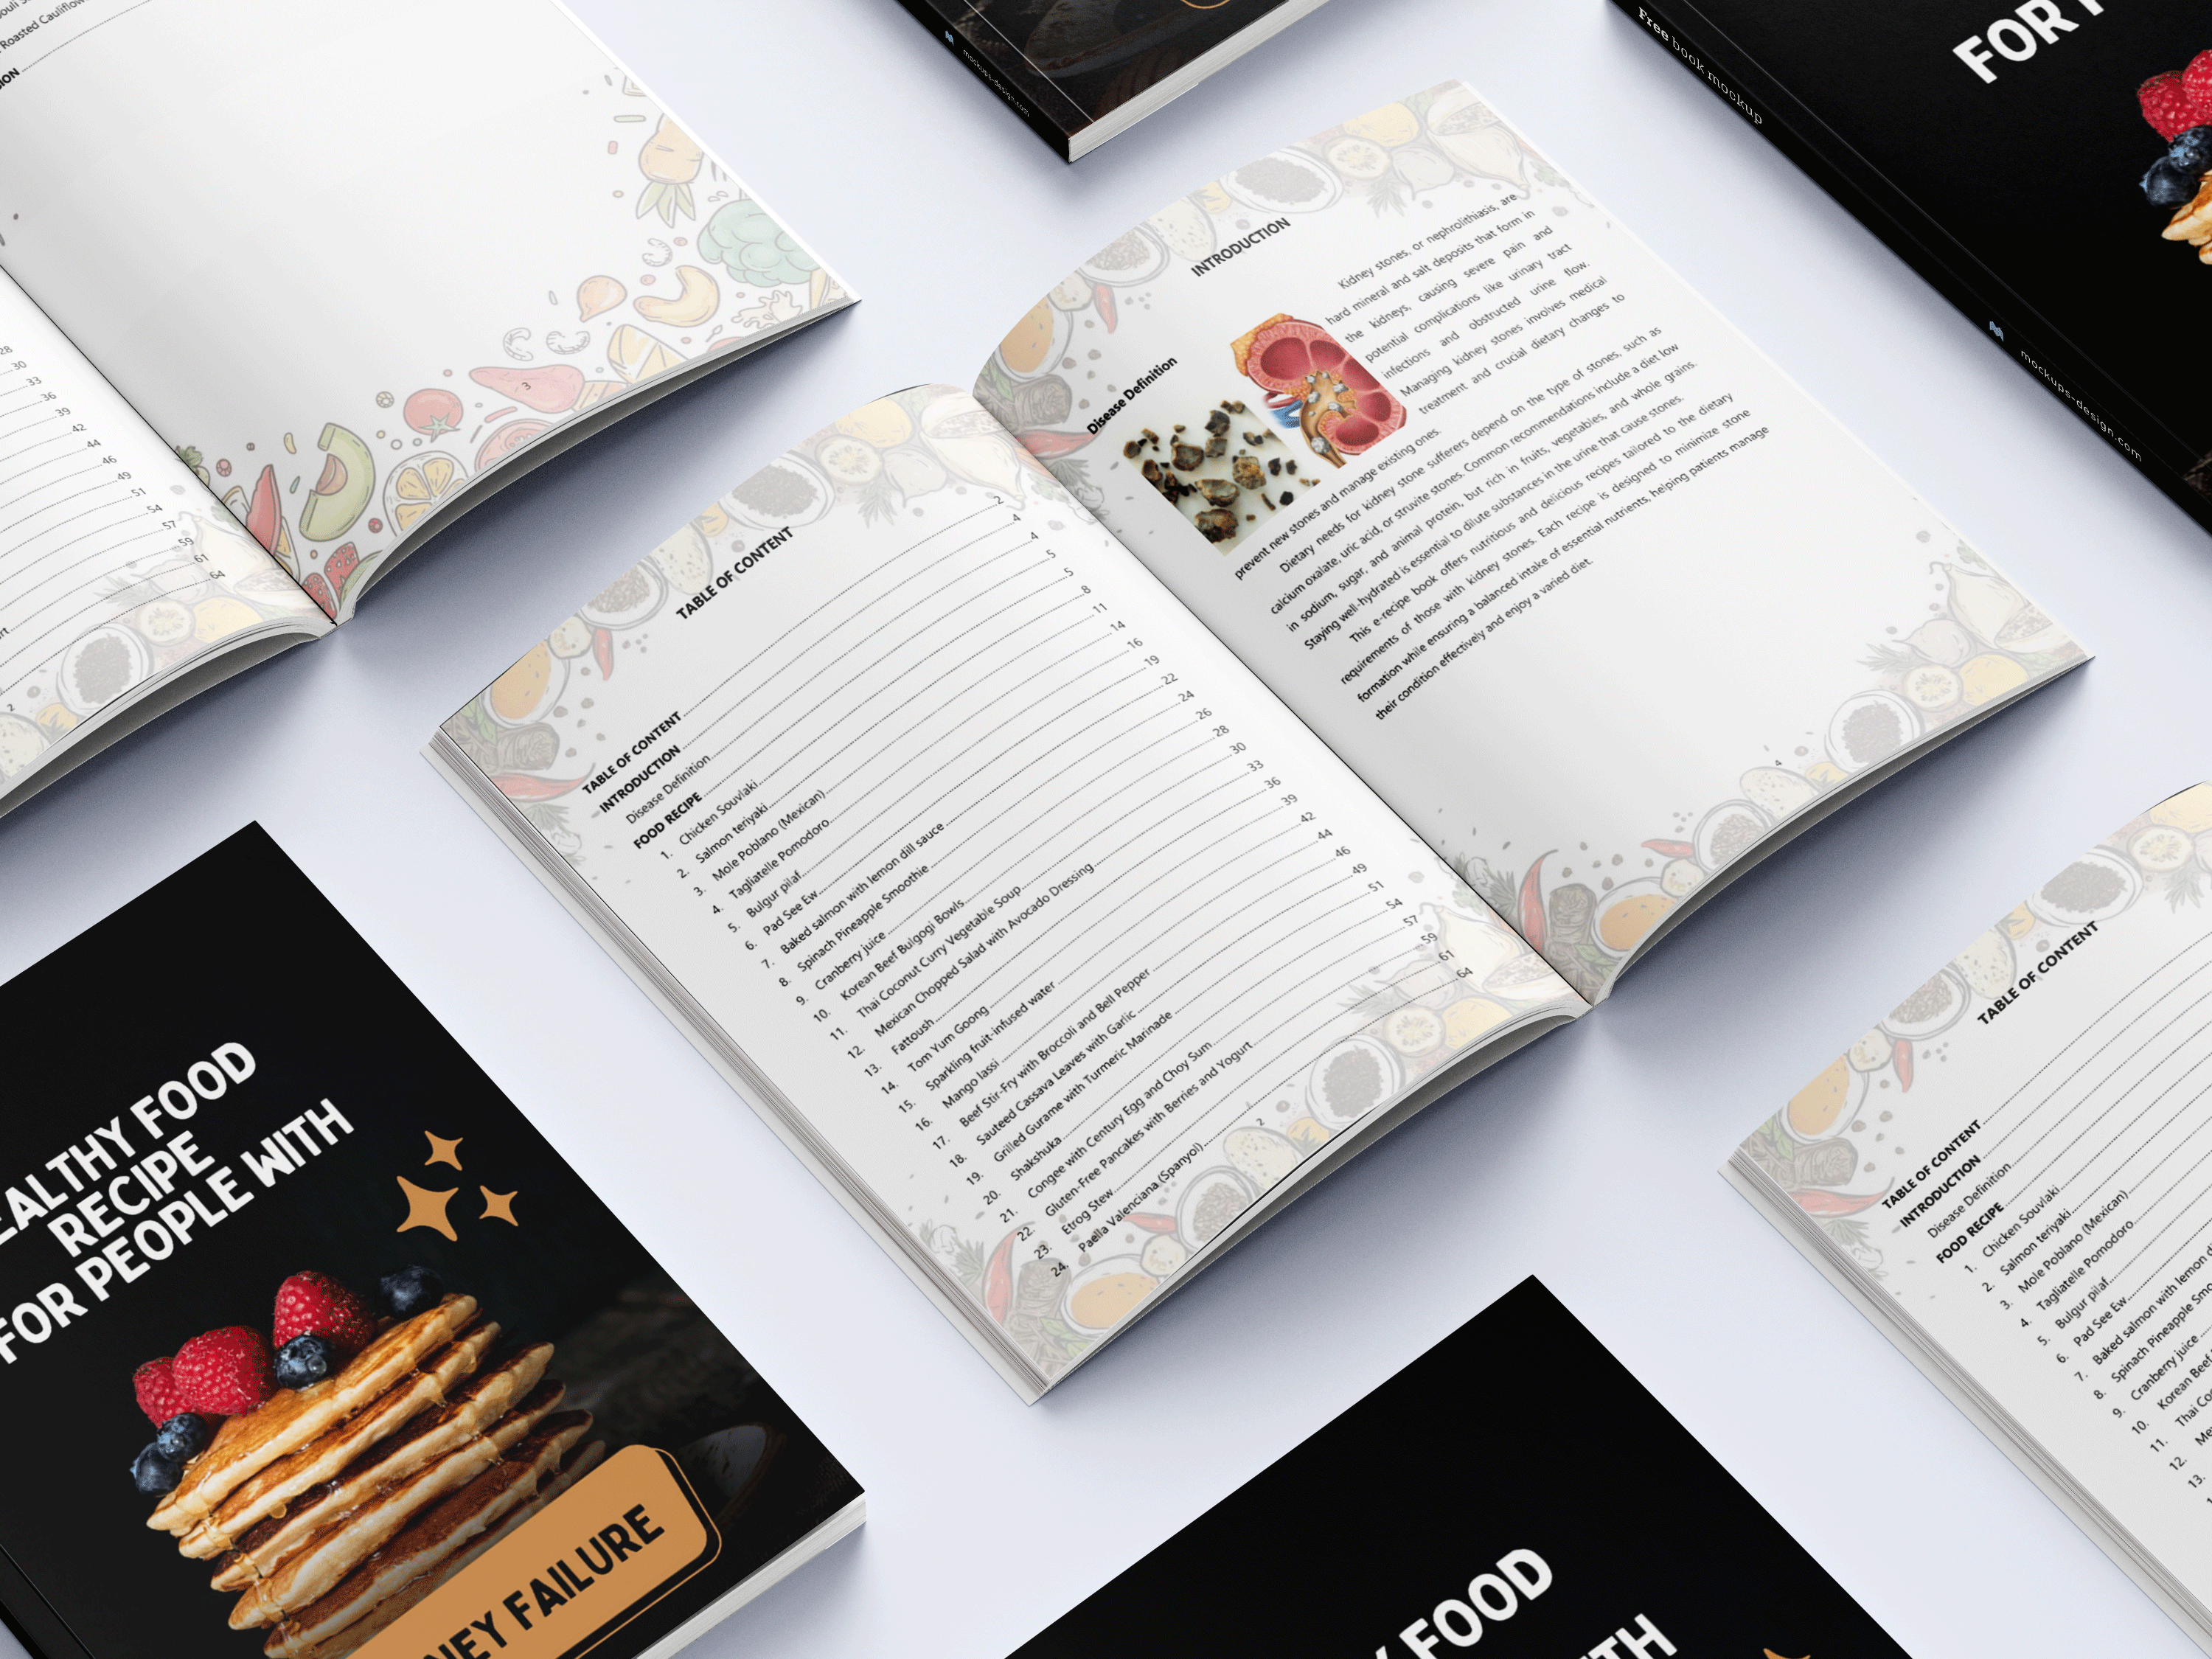 Roasted Cauliflow
3
28
30
33
36
39
42
44
46
49
51
54
57
59
61
64
2
mockups-design.com
Free book mockup
mockups-design.com
FOR
TABLE OF CONTENT
TABLE OF CONTENT 2
INTRODUCTION 4
Disease Definition 4
FOOD RECIPE 5
1. Chicken Souvlaki 5
2. Salmon teriyaki 8
3. Mole Poblano (Mexican) 11
4. Tagliatelle Pomodoro 14
5. Bulgur pilaf 16
6. Pad See Ew 19
7. Baked salmon with lemon dill sauce 22
8. Spinach Pineapple Smoothie 24
9. Cranberry juice 26
10. Korean Beef Bulgogi Bowls 28
11. Thai Coconut Curry Vegetable Soup 30
12. Mexican Chopped Salad with Avocado Dressing 33
13. Fattoush 36
14. Tom Yum Goong 39
15. Sparkling fruit-infused water 42
16. Mango lassi 44
17. Beef Stir-Fry with Broccoli and Bell Pepper 46
18. Sauteed Cassava Leaves with Garlic 49
19. Grilled Gurame with Turmeric Marinade 51
20. Shakshuka 54
21. Congee with Century Egg and Choy Sum 57
22. Gluten-Free Pancakes with Berries and Yogurt 59
23. Etrog Stew 61
24. Paella Valenciana (Spanyol) 64
2
INTRODUCTION
Disease Definition
Kidney stones, or nephrolithiasis, are
hard mineral and salt deposits that form in
the kidneys, causing severe pain and
potential complications like urinary tract
infections and obstructed urine flow.
Managing kidney stones involves medical
treatment and crucial dietary changes to
prevent new stones and manage existing ones.
Dietary needs for kidney stone sufferers depend on the type of stones, such as
calcium oxalate, uric acid, or struvite stones. Common recommendations include a diet low
in sodium, sugar, and animal protein, but rich in fruits, vegetables, and whole grains.
Staying well-hydrated is essential to dilute substances in the urine that cause stones.
This e-recipe book offers nutritious and delicious recipes tailored to the dietary
requirements of those with kidney stones. Each recipe is designed to minimize stone
formation while ensuring a balanced intake of essential nutrients, helping patients manage
their condition effectively and enjoy a varied diet.
4
EALTHY FOOD
RECIPE
FOR PEOPLE WITH
NEY FAILURE
Y FOOD
TH
TABLE OF CONTENT
TABLE OF CONTENT
INTRODUCTION
Disease Definition
FOOD RECIPE
1. Chicken Souvlaki
2. Salmon teriyaki
3. Mole Poblano (Mexican)
4. Tagliatelle Pomodoro
5. Bulgur pilaf
6. Pad See Ew
7. Baked salmon with lemon d
8. Spinach Pineapple Smo
9. Cranberry juice
10. Korean Beef
11. Thai Co
12. Me
13.